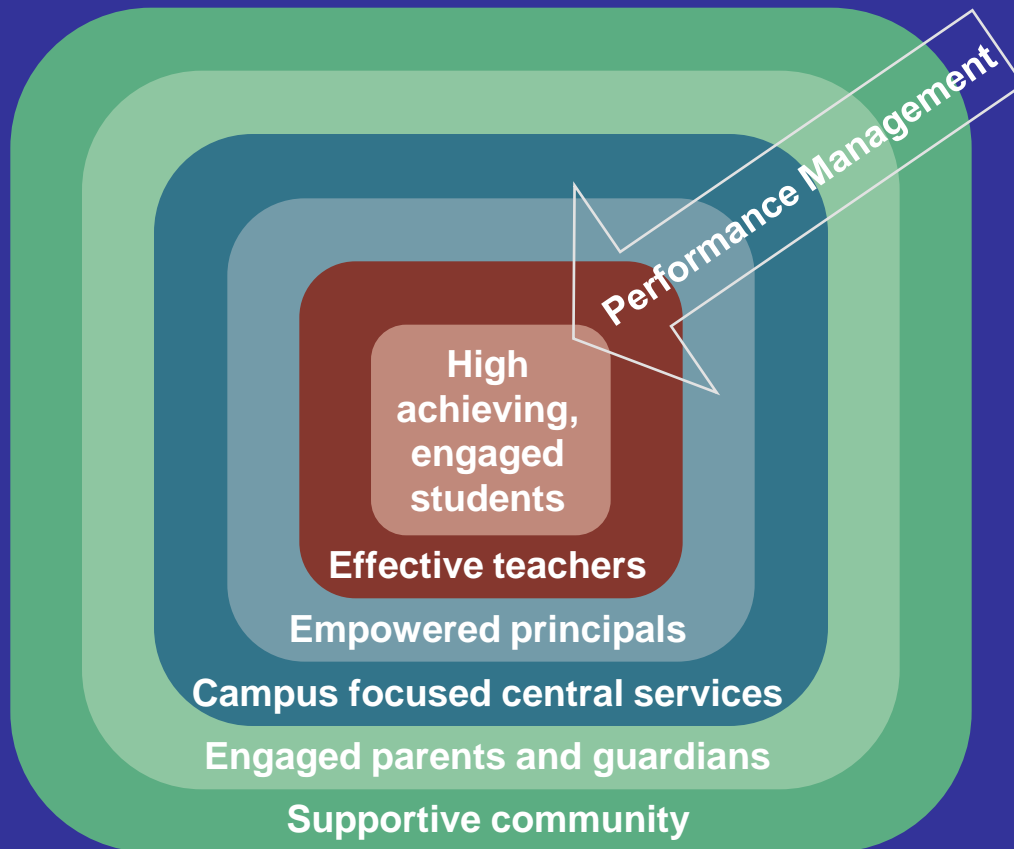 Performance Management
High
achieving,
engaged
students
Effective teachers
Empowered principals
Campus focused central services
Engaged parents and guardians
Supportive community